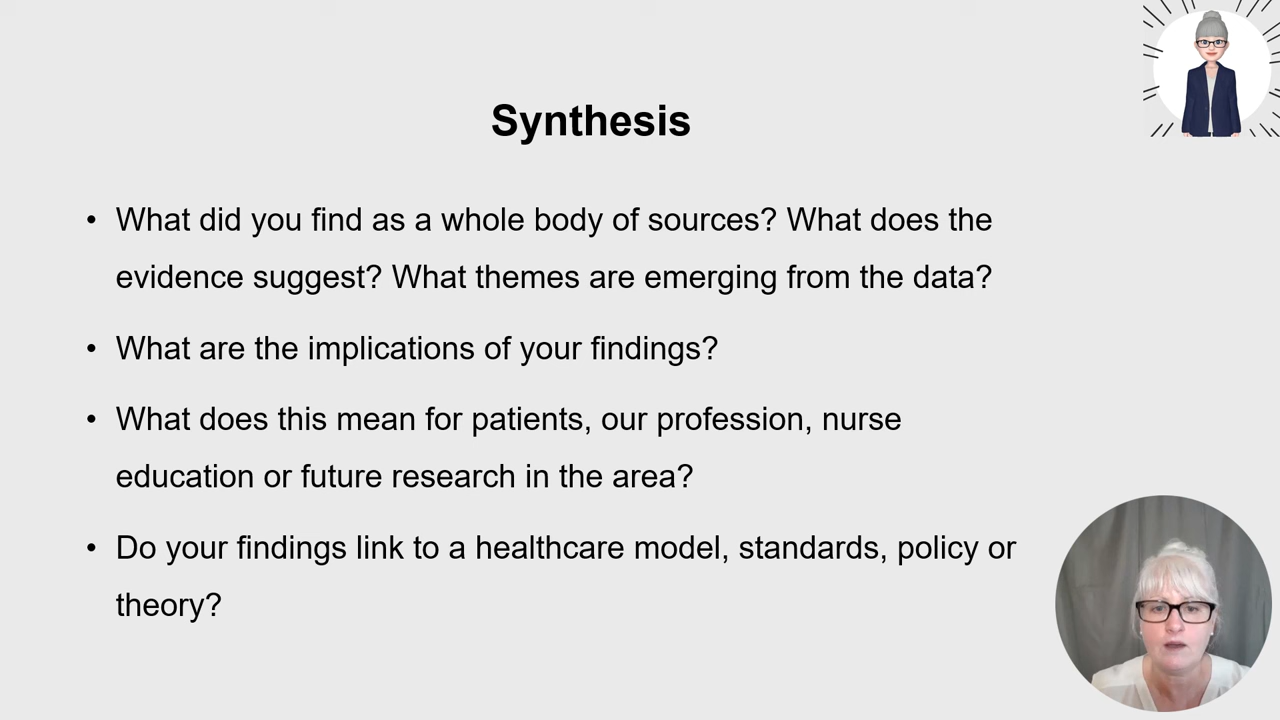 Synthesis
• What did you find as a whole body of sources? What does the
evidence suggest? What themes are emerging from the data?
• What are the implications of your findings?
• What does this mean for patients, our profession, nurse
education or future research in the area?
• Do your findings link to a healthcare model, standards, policy or
theory?